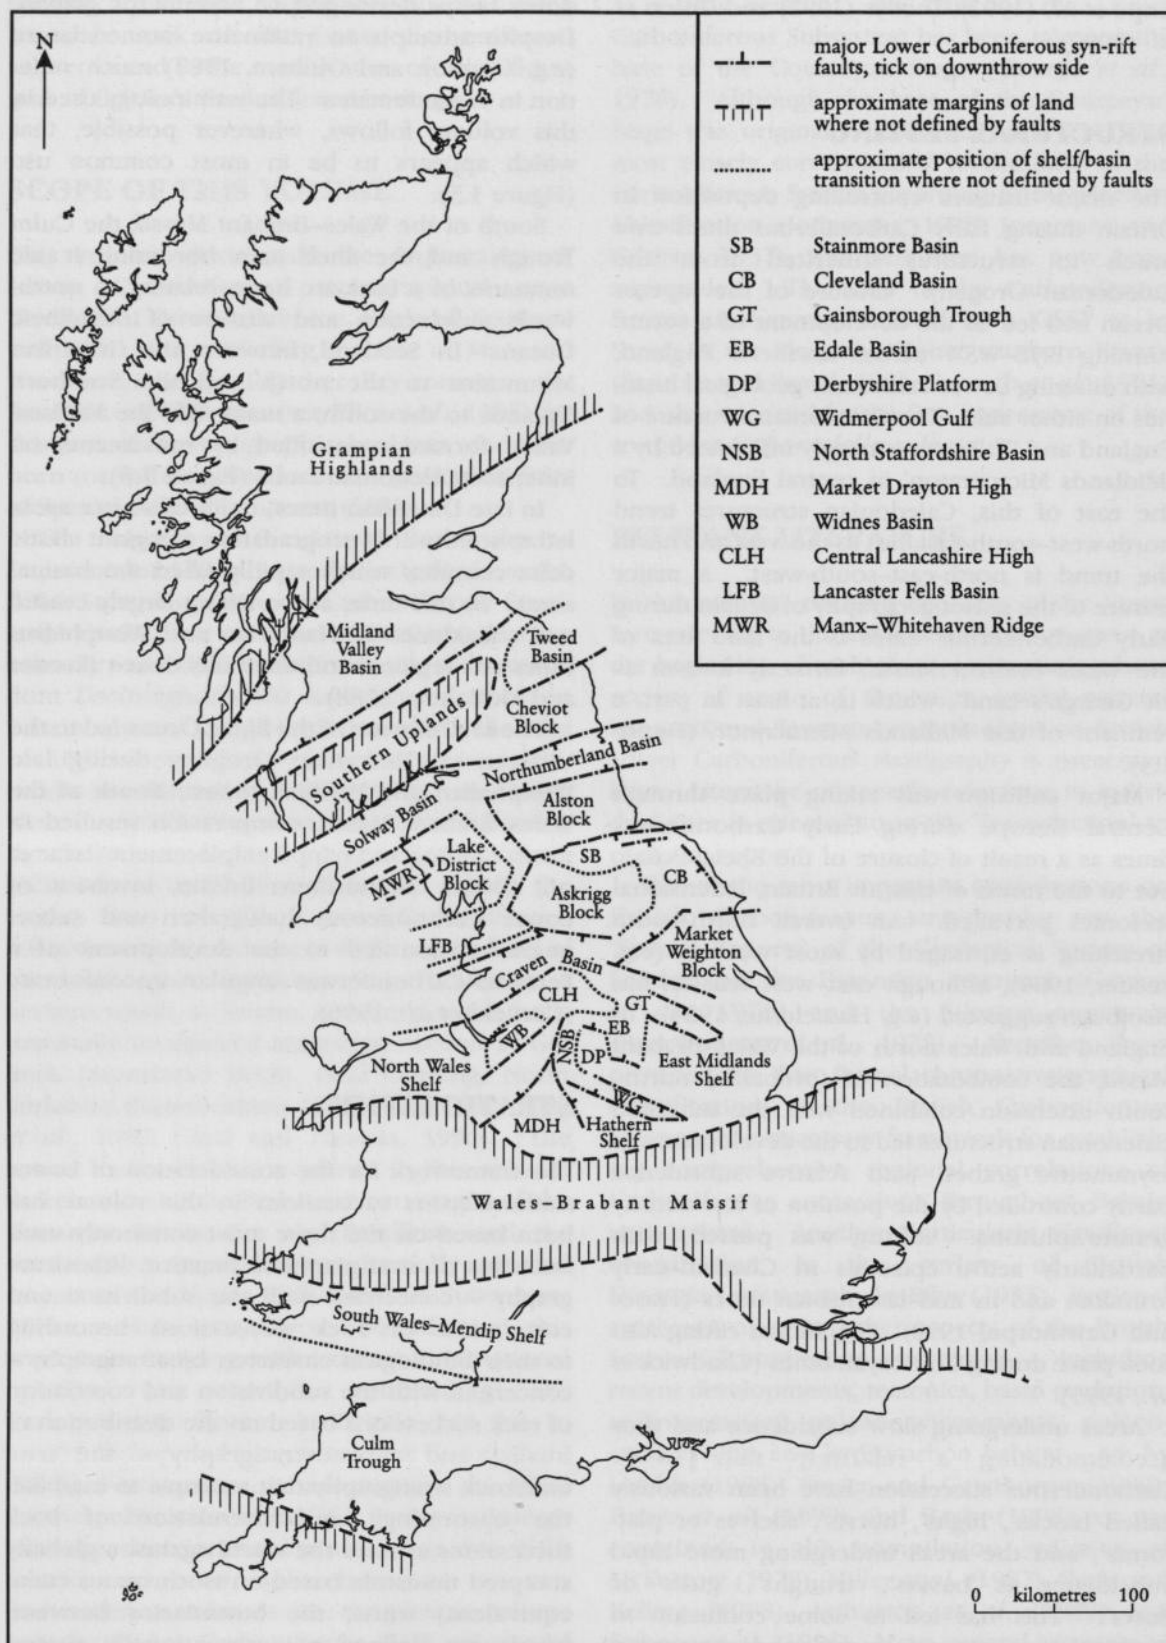 N
major Lower Carboniferous syn-rift
faults, tick on downthrow side
approximate margins of land
where not defined by faults
approximate position of shelf/basin
transition where not defined by faults
SB Stainmore Basin
CB Cleveland Basin
GT Gainsborough Trough
EB Edale Basin
DP Derbyshire Platform
WG Widmerpool Gulf
NSB North Staffordshire Basin
MDH Market Drayton High
WB Widnes Basin
CLH Central Lancashire High
LFB Lancaster Fells Basin
MWR Manx–Whitehaven Ridge
Grampian
Highlands
Midland
Valley
Basin
Tweed
Basin
Cheviot
Block
Southern Uplands
Northumberland Basin
Solway Basin
Alston
Block
Lake
District
Block
MWR
SB
CB
Askrigg
Block
LFB
Market
Weighton
Block
Craven Basin
CLH
GT
WB
NSB
EB
DP
North Wales
Shelf
East Midlands
Shelf
WG
MDH
Hathern
Shelf
Wales–Brabant Massif
South Wales–Mendip Shelf
Culm
Trough
0 kilometres 100